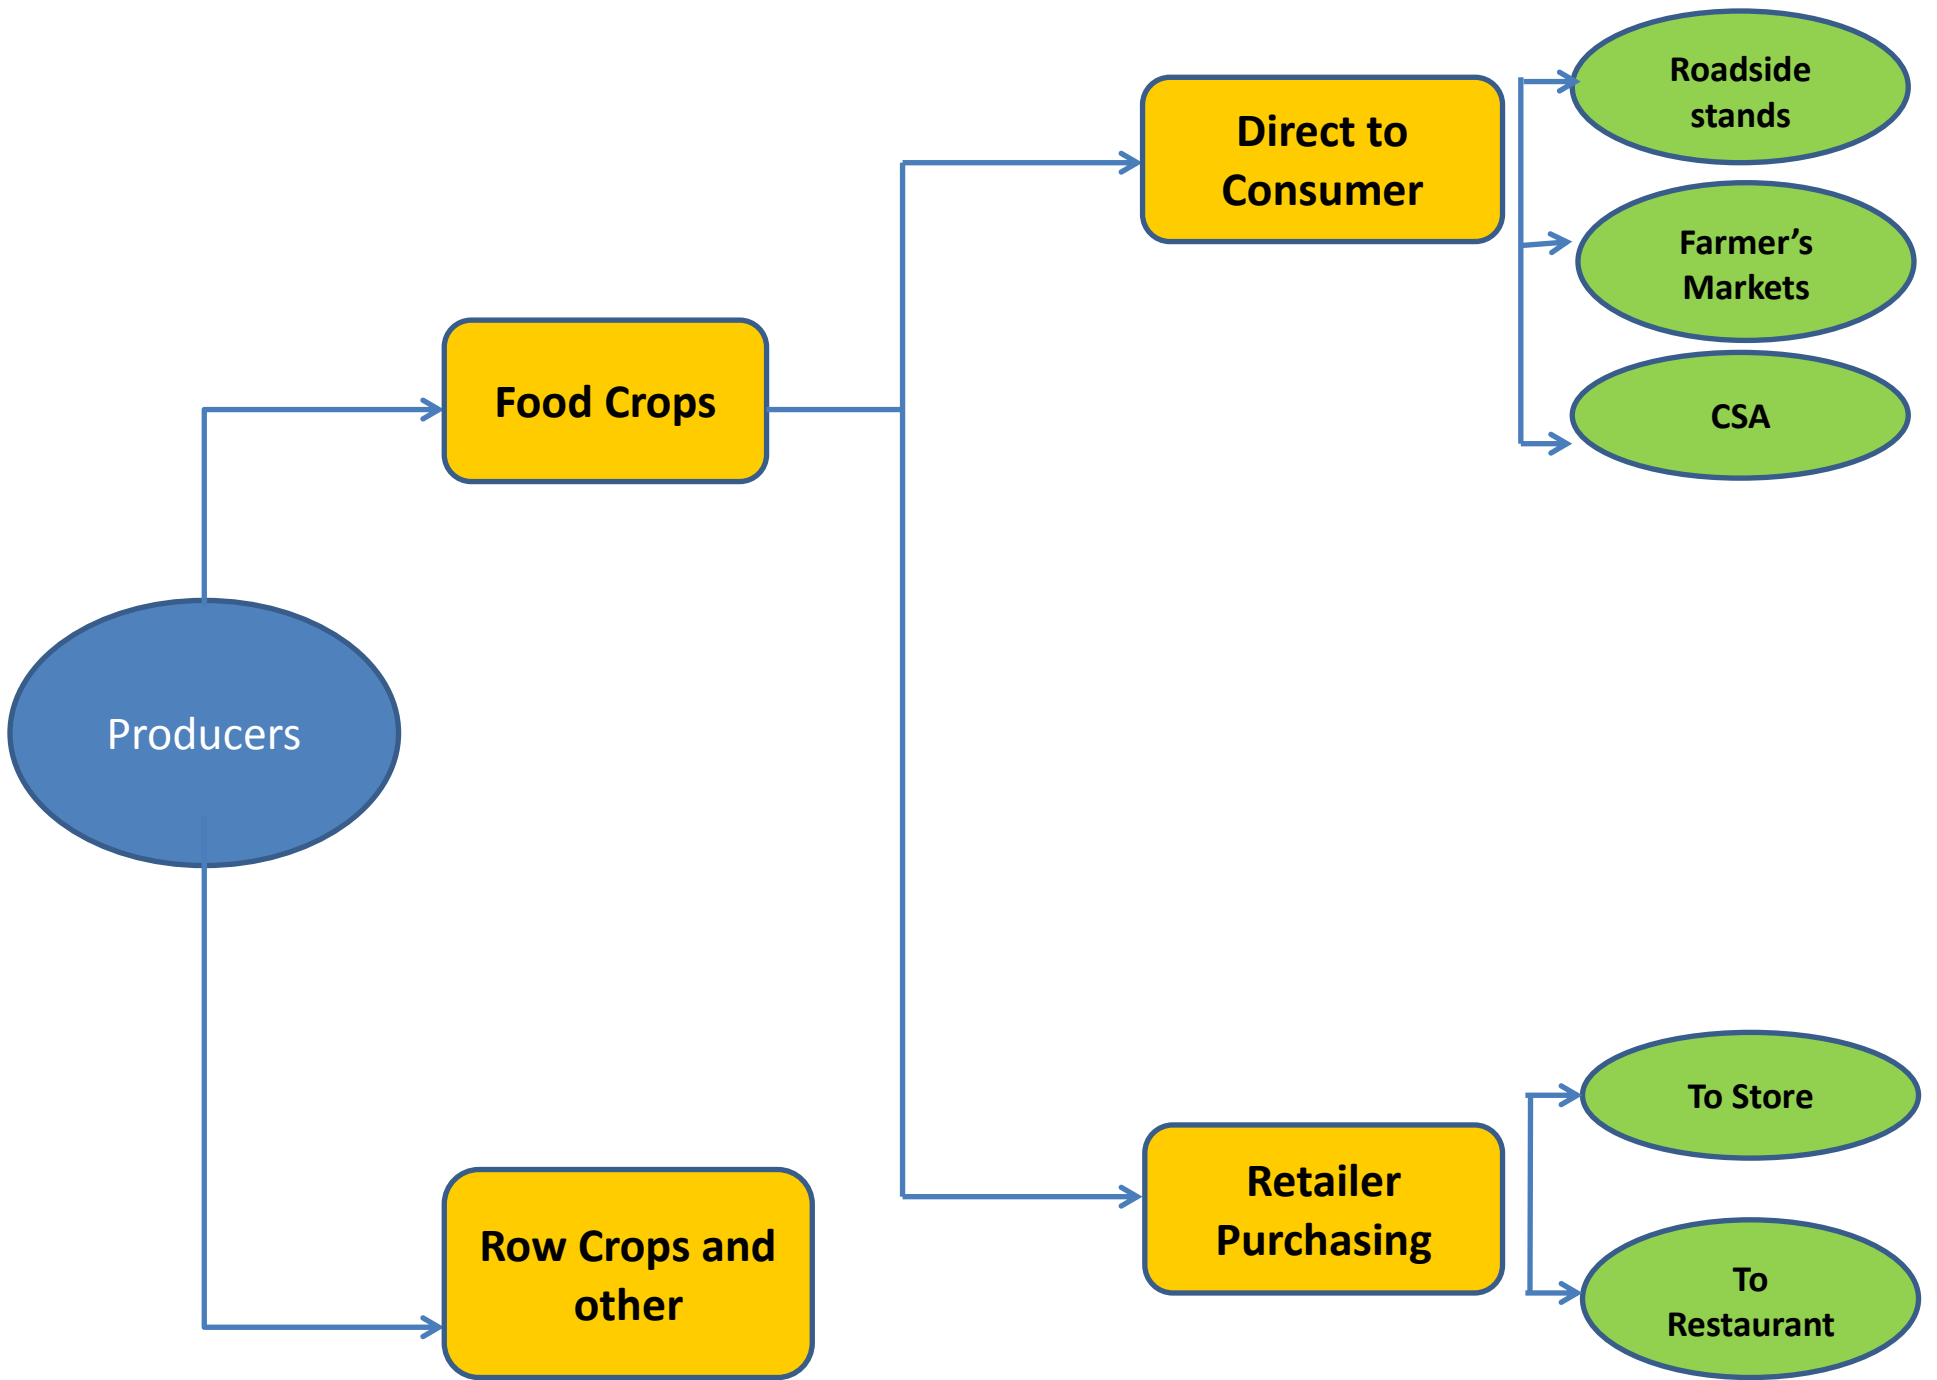 Roadside
stands
Direct to
Consumer
Farmer’s
Markets
Food Crops
CSA
Producers
To Store
Retailer
Purchasing
Row Crops and
other
To
Restaurant